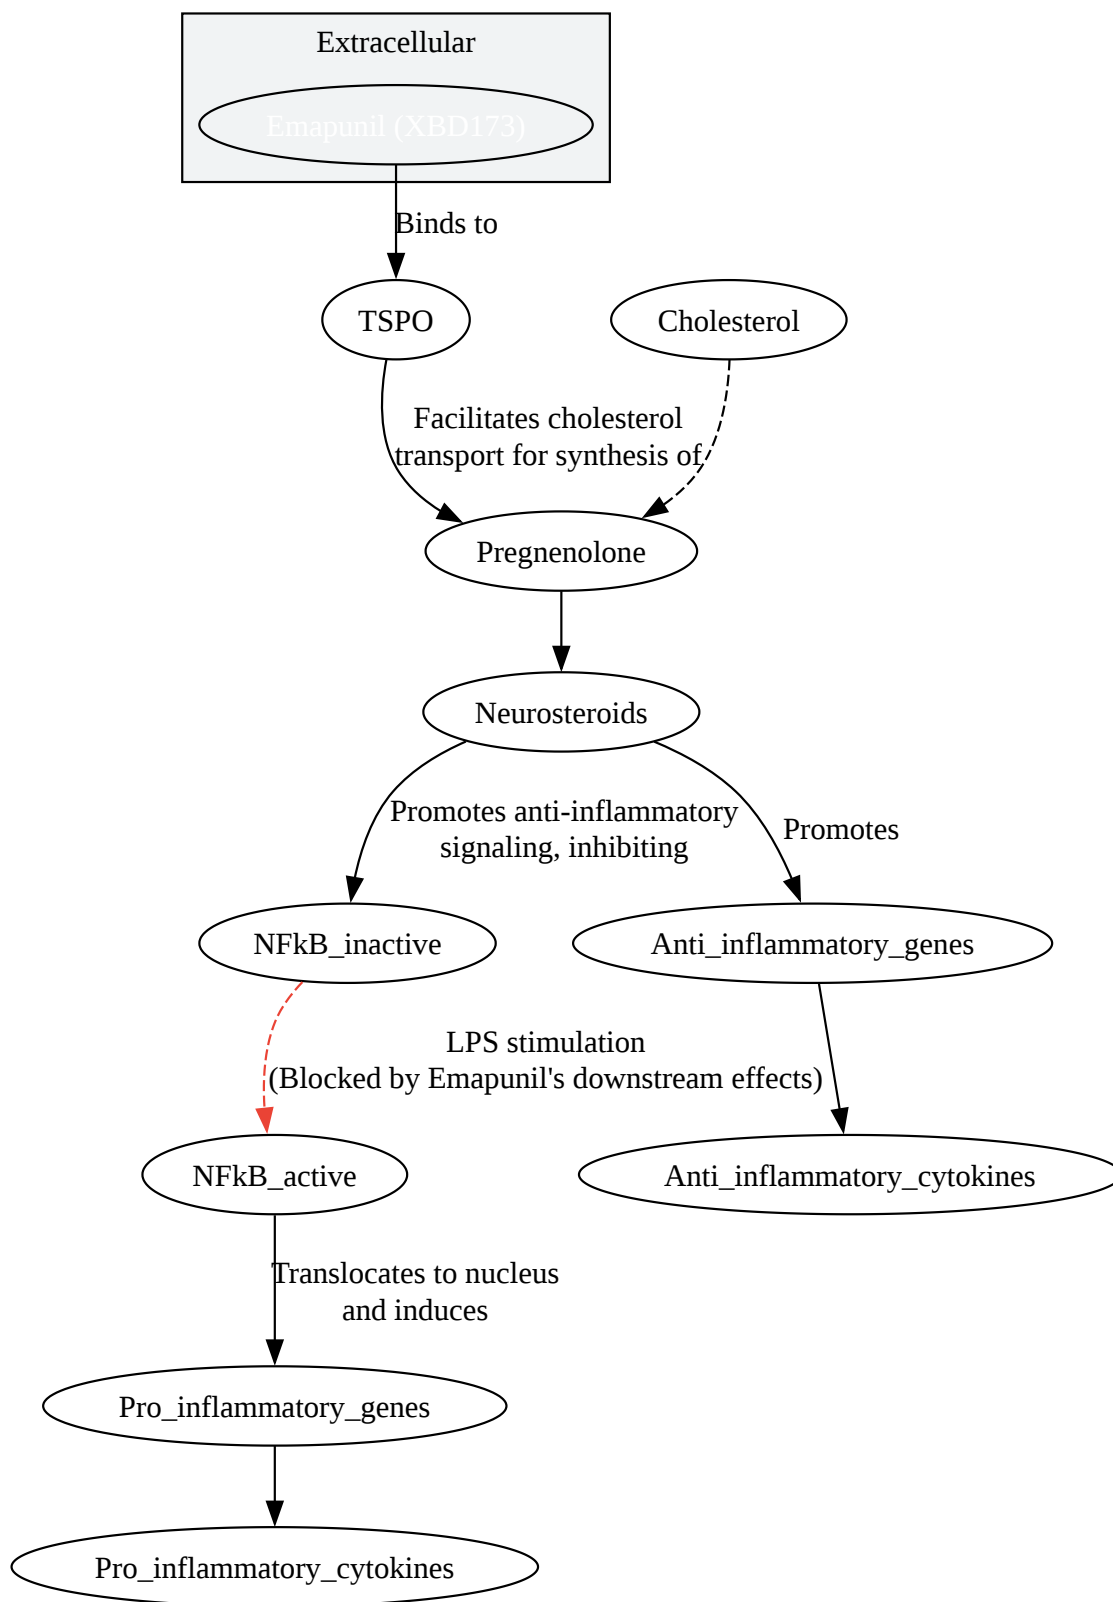 Extracellular
Emapunil (XBD173)
Binds to
TSPO
Cholesterol
Facilitates cholesterol
transport for synthesis of
Pregnenolone
Neurosteroids
Promotes anti-inflammatory
signaling, inhibiting
Promotes
NFkB_inactive
Anti_inflammatory_genes
LPS stimulation
(Blocked by Emapunil's downstream effects)
NFkB_active
Anti_inflammatory_cytokines
Translocates to nucleus
and induces
Pro_inflammatory_genes
Pro_inflammatory_cytokines